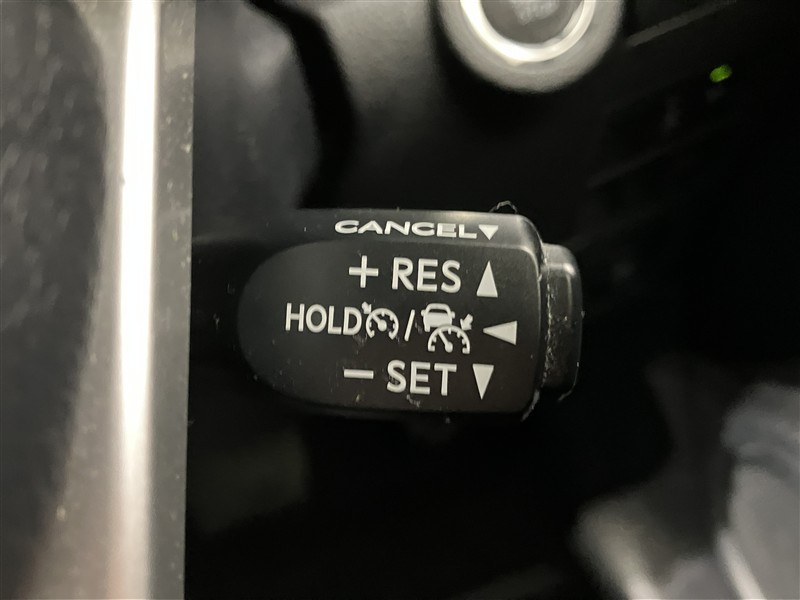 CANCEL▼
+ RES ▲
HOLD / ◀
− SET ▼